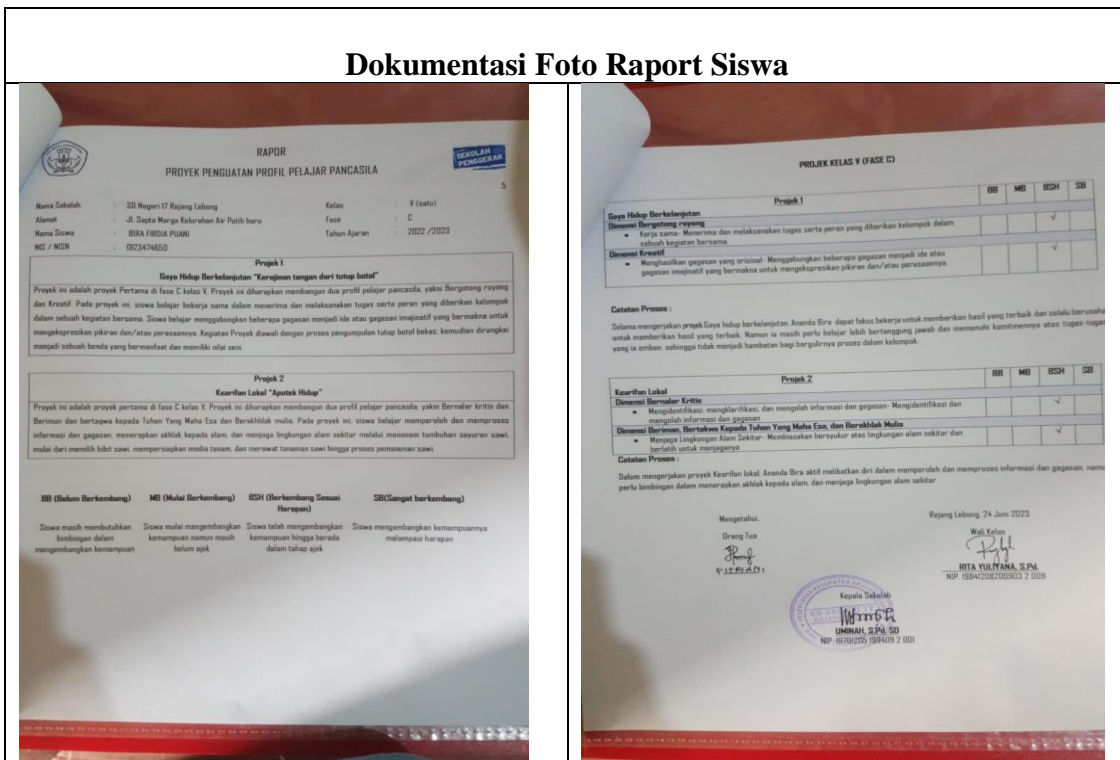 Dokumentasi Foto Raport Siswa
RAPOR
PROYEK PENGUATAN PROFIL PELAJAR PANCASILA
SEKOLAH
PENGGERAK
5
Nama Sekolah : SD Negeri 17 Rejang Lebong Kelas : V (satu)
Alamat : Jl. Sapta Marga Kelurahan Air Putih baru Fase : C
Nama Siswa : BIRA FIRDIA PUANI Tahun Ajaran : 2022 /2023
NIS / NISN : 0123474650
Projek 1
Gaya Hidup Berkelanjutan "Kerajinan tangan dari tutup botol"
Proyek ini adalah proyek Pertama di fase C kelas V. Proyek ini diharapkan membangun dua profil pelajar pancasila, yakni Bergotong royong
dan Kreatif. Pada proyek ini, siswa belajar bekerja sama dalam menerima dan melaksanakan tugas serta peran yang diberikan kelompok
dalam sebuah kegiatan bersama. Siswa belajar menggabungkan beberapa gagasan menjadi ide atau gagasan imajinatif yang bermakna untuk
mengekspresikan pikiran dan/atau perasaannya. Kegiatan Proyek diawali dengan proses pengumpulan tutup botol bekas, kemudian dirangkai
menjadi sebuah benda yang bermanfaat dan memiliki nilai seni.
Projek 2
Kearifan Lokal "Apotek Hidup"
Proyek ini adalah proyek pertama di fase C kelas V. Proyek ini diharapkan membangun dua profil pelajar pancasila, yakni Bernalar kritis dan
Beriman dan bertaqwa kepada Tuhan Yang Maha Esa dan Berakhlak mulia. Pada proyek ini, siswa belajar memperoleh dan memproses
informasi dan gagasan, menerapkan akhlak kepada alam, dan menjaga lingkungan alam sekitar melalui menanam tumbuhan sayuran sawi,
mulai dari memilih bibit sawi, mempersiapkan media tanam, dan merawat tanaman sawi hingga proses pemanenan sawi.
BB (Belum Berkembang) MB (Mulai Berkembang) BSH (Berkembang Sesuai SB(Sangat berkembang)
Harapan)
Siswa masih membutuhkan Siswa mulai mengembangkan Siswa telah mengembangkan Siswa mengembangkan kemampuannya
bimbingan dalam kemampuan namun masih kemampuan hingga berada melampaui harapan
mengembangkan kemampuan belum ajek dalam tahap ajek
PROJEK KELAS V (FASE C)
Projek 1 BB MB BSH SB
Gaya Hidup Berkelanjutan
Dimensi Bergotong royong
• Kerja sama- Menerima dan melaksanakan tugas serta peran yang diberikan kelompok dalam √
sebuah kegiatan bersama.
Dimensi Kreatif
• Menghasilkan gagasan yang orisinal- Menggabungkan beberapa gagasan menjadi ide atau √
gagasan imajinatif yang bermakna untuk mengekspresikan pikiran dan/atau perasaannya.
Catatan Proses :
Selama mengerjakan proyek Gaya hidup berkelanjutan, Ananda Bira dapat fokus bekerja untuk memberikan hasil yang terbaik dan selalu berusaha
untuk memberikan hasil yang terbaik. Namun ia masih perlu belajar lebih bertanggung jawab dan memenuhi komitmennya atas tugas-tugas
yang ia emban, sehingga tidak menjadi hambatan bagi bergulirnya proses dalam kelompok.
Projek 2 BB MB BSH SB
Kearifan Lokal
Dimensi Bernalar Kritis
• Mengidentifikasi, mengklarifikasi, dan mengolah informasi dan gagasan- Mengidentifikasi dan √
mengolah informasi dan gagasan
Dimensi Beriman, Bertakwa Kepada Tuhan Yang Maha Esa, dan Berakhlak Mulia
• Menjaga Lingkungan Alam Sekitar- Membiasakan bersyukur atas lingkungan alam sekitar dan √
berlatih untuk menjaganya
Catatan Proses :
Dalam mengerjakan proyek Kearifan lokal, Ananda Bira aktif melibatkan diri dalam memperoleh dan memproses informasi dan gagasan, namu
perlu bimbingan dalam menerapkan akhlak kepada alam, dan menjaga lingkungan alam sekitar
Mengetahui, Rejang Lebong, 24 Juni 2023
Orang Tua Wali Kelas
FITRIANI RITA YULIYANA, S.Pd.
NIP. 19841208200903 2 009
Kepala Sekolah
UMINAH, S.Pd. SD
NIP. 19701205 199409 2 001